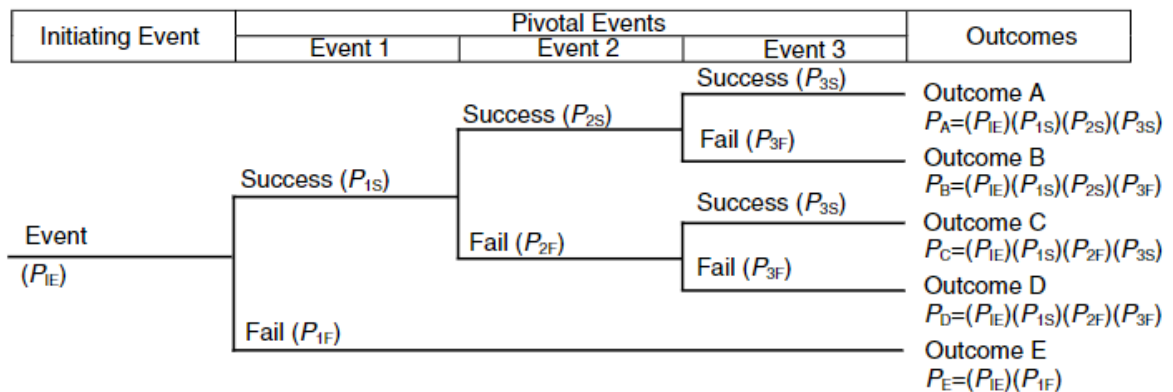 Initiating Event
Pivotal Events
Event 1
Event 2
Event 3
Outcomes
Success (P3S)
Outcome A
PA=(PIE)(P1S)(P2S)(P3S)
Success (P2S)
Fail (P3F)
Outcome B
PB=(PIE)(P1S)(P2S)(P3F)
Success (P1S)
Success (P3S)
Outcome C
PC=(PIE)(P1S)(P2F)(P3S)
Event
(PIE)
Fail (P2F)
Fail (P3F)
Outcome D
PD=(PIE)(P1S)(P2F)(P3F)
Fail (P1F)
Outcome E
PE=(PIE)(P1F)